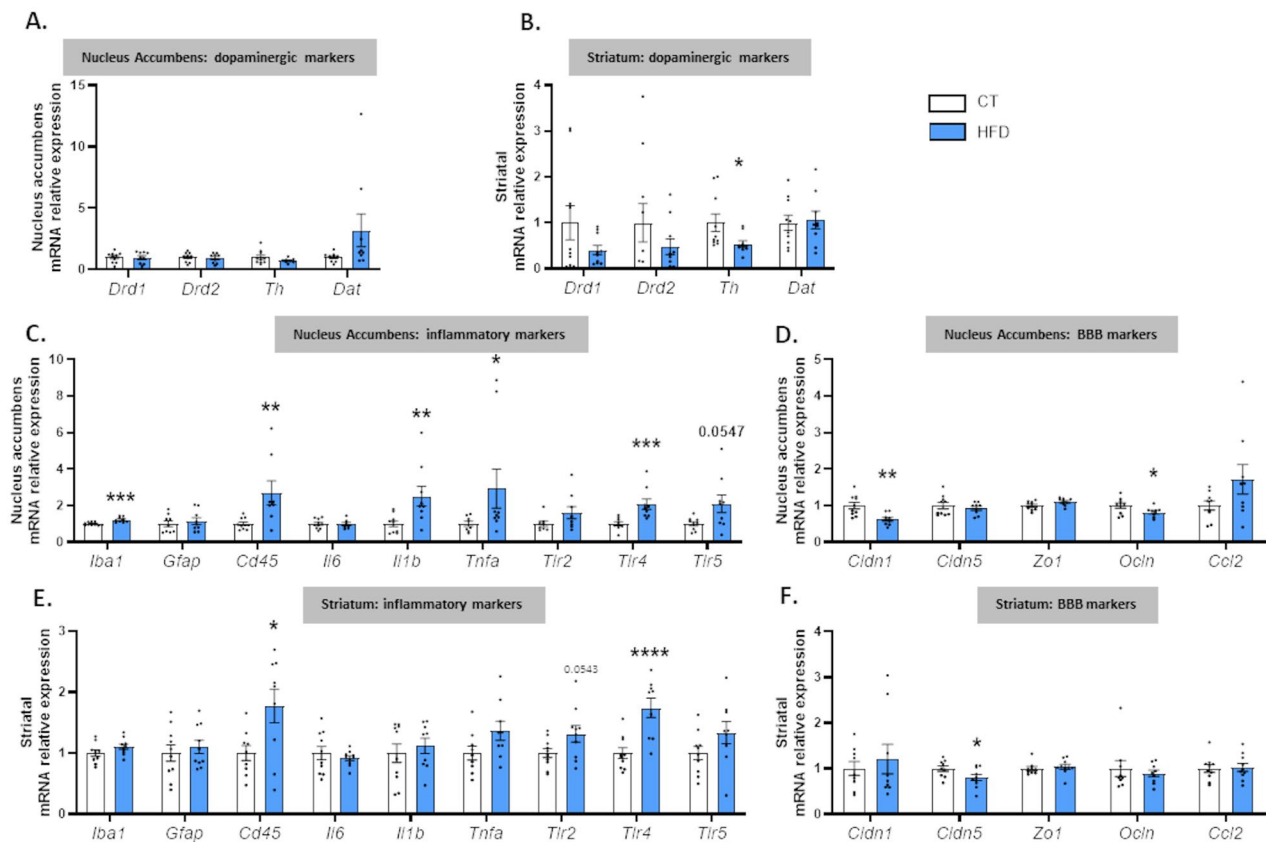 A.
Nucleus Accumbens: dopaminergic markers
Nucleus accumbens
mRNA relative expression
15
10
5
0
Drd1 Drd2 Th Dat
B.
Striatum: dopaminergic markers
Striatal
mRNA relative expression
4
3
2
1
0
*
Drd1 Drd2 Th Dat
CT
HFD
C.
Nucleus Accumbens: inflammatory markers
Nucleus accumbens
mRNA relative expression
10
8
6
4
2
0
*** ** ** * *** 0.0547
Iba1 Gfap Cd45 Il6 Il1b Tnfa Tlr2 Tlr4 Tlr5
D.
Nucleus Accumbens: BBB markers
Nucleus accumbens
mRNA relative expression
5
4
3
2
1
0
** *
Cldn1 Cldn5 Zo1 Ocln Ccl2
E.
Striatum: inflammatory markers
Striatal
mRNA relative expression
3
2
1
0
* 0.0543 ****
Iba1 Gfap Cd45 Il6 Il1b Tnfa Tlr2 Tlr4 Tlr5
F.
Striatum: BBB markers
Striatal
mRNA relative expression
4
3
2
1
0
*
Cldn1 Cldn5 Zo1 Ocln Ccl2